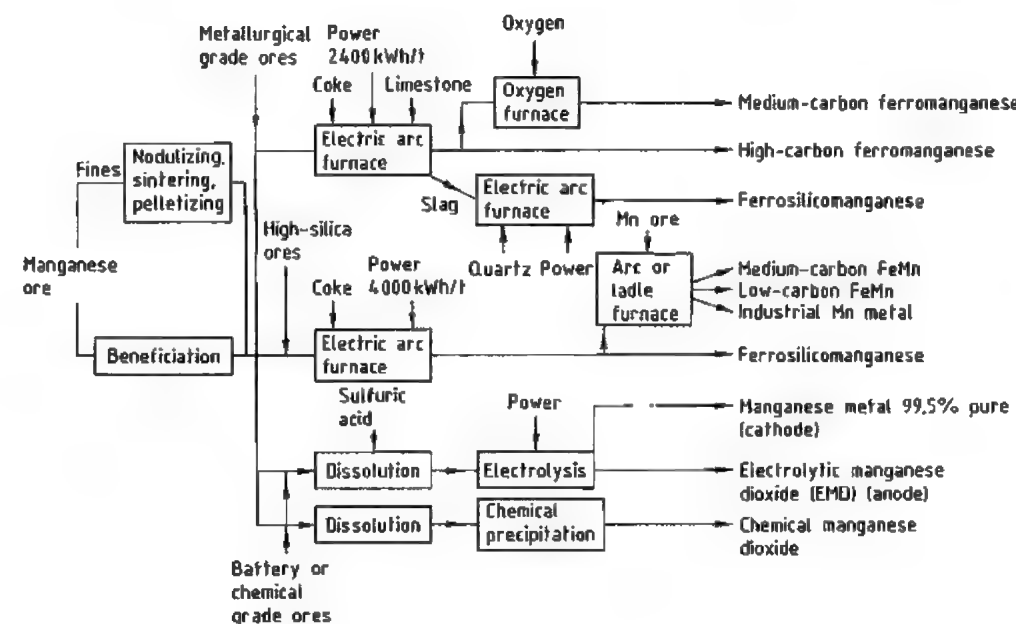 Oxygen
Metallurgical
grade ores
Power
2400kWh/t
Coke
Limestone
Oxygen
furnace
Medium-carbon ferromanganese
Electric arc
furnace
High-carbon ferromanganese
Fines
Nodulizing,
sintering,
pelletizing
Slag
Electric arc
furnace
Ferrosilicomanganese
Mn ore
High-silica
ores
Manganese
ore
Power
4000kWh/t
Coke
Quartz Power
Arc or
ladle
furnace
Medium-carbon FeMn
Low-carbon FeMn
Industrial Mn metal
Beneficiation
Electric arc
furnace
Ferrosilicomanganese
Sulfuric
acid
Power
Manganese metal 99,5% pure
(cathode)
Dissolution
Electrolysis
Electrolytic manganese
dioxide (EMD) (anode)
Dissolution
Chemical
precipitation
Chemical manganese
dioxide
Battery or
chemical
grade ores